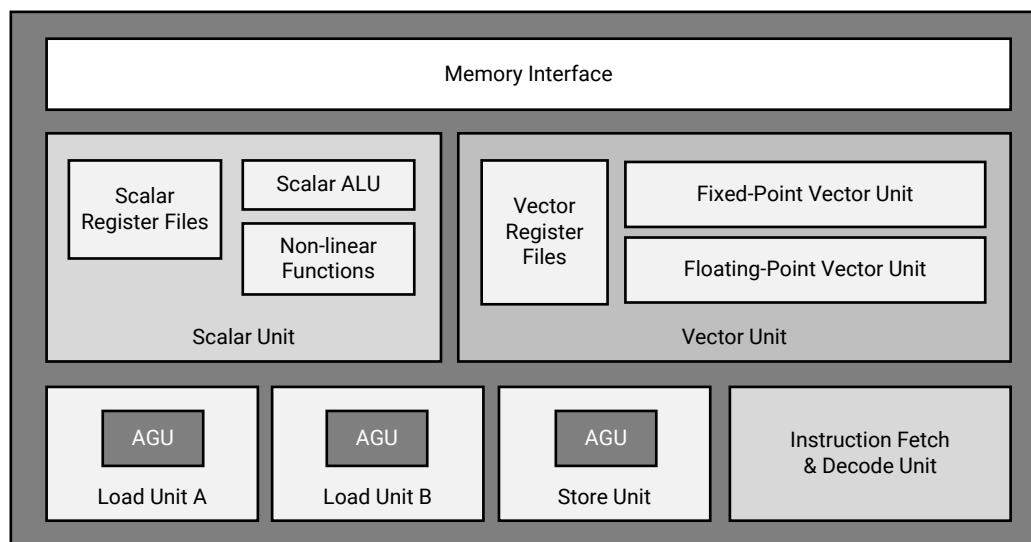 Memory Interface
Scalar
Register Files
Scalar ALU
Non-linear
Functions
Scalar Unit
Vector
Register
Files
Fixed-Point Vector Unit
Floating-Point Vector Unit
Vector Unit
AGU
Load Unit A
AGU
Load Unit B
AGU
Store Unit
Instruction Fetch
& Decode Unit